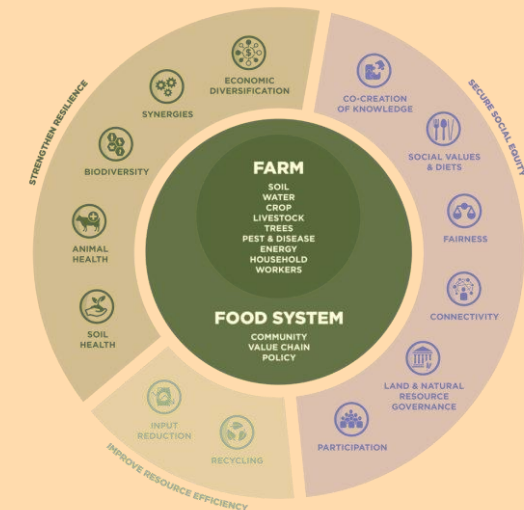 STRENGTHEN RESILIENCE
ECONOMIC
DIVERSIFICATION
SYNERGIES
BIODIVERSITY
ANIMAL
HEALTH
SOIL
HEALTH
SECURE SOCIAL EQUITY
CO-CREATION
OF KNOWLEDGE
SOCIAL VALUES
& DIETS
FAIRNESS
CONNECTIVITY
LAND & NATURAL
RESOURCE
GOVERNANCE
PARTICIPATION
IMPROVE RESOURCE EFFICIENCY
INPUT
REDUCTION
RECYCLING
FARM
SOIL
WATER
CROP
LIVESTOCK
TREES
PEST & DISEASE
ENERGY
HOUSEHOLD
WORKERS
FOOD SYSTEM
COMMUNITY
VALUE CHAIN
POLICY